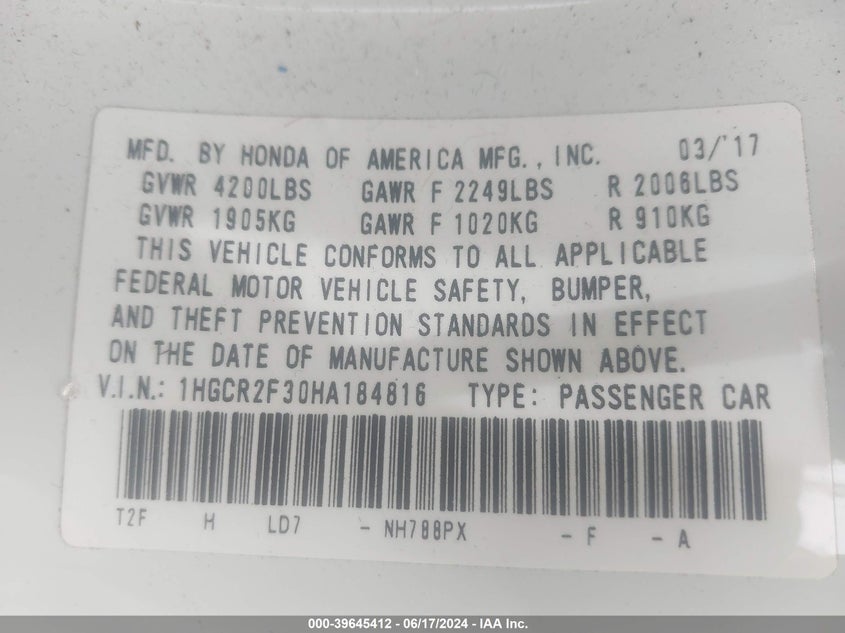 MFD. BY HONDA OF AMERICA MFG., INC. 03/'17
GVWR 4200LBS GAWR F 2249LBS R 2006LBS
GVWR 1905KG GAWR F 1020KG R 910KG
THIS VEHICLE CONFORMS TO ALL APPLICABLE
FEDERAL MOTOR VEHICLE SAFETY, BUMPER,
AND THEFT PREVENTION STANDARDS IN EFFECT
ON THE DATE OF MANUFACTURE SHOWN ABOVE.
V.I.N.: 1HGCR2F30HA184816 TYPE: PASSENGER CAR
T2F H LD7 - NH788PX - F - A
000-39645412 - 06/17/2024 - IAA Inc.